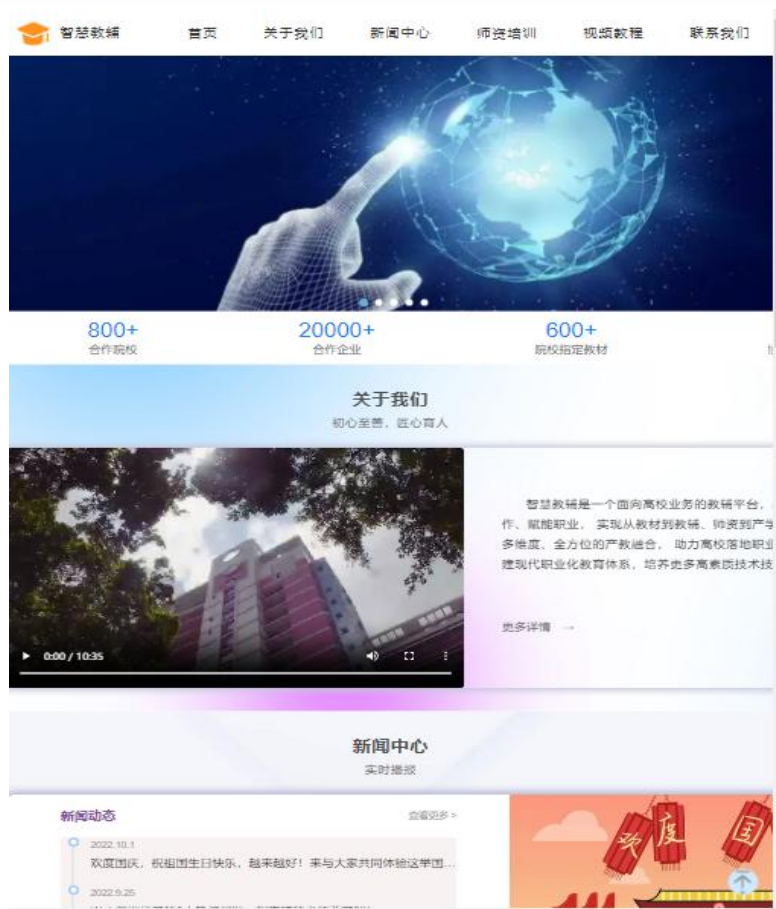 智慧教辅
首页
关于我们
新闻中心
师资培训
视频教程
联系我们
800+
20000+
600+
合作院校
合作企业
院校指定教材
关于我们
初心至善，匠心育人
智慧教辅是一个面向高校业务的教辅平台，
作、赋能职业， 实现从教材到教辅、师资到产学
多维度、全方位的产教融合， 助力高校落地职业
建现代职业化教育体系，培养更多高素质技术技
更多详情 →
0:00 / 10:35
新闻中心
实时播报
新闻动态
查看更多 >
2022.10.1
欢度国庆，祝祖国生日快乐，越来越好！来与大家共同体验这举国...
2022.9.25
欢
度
国